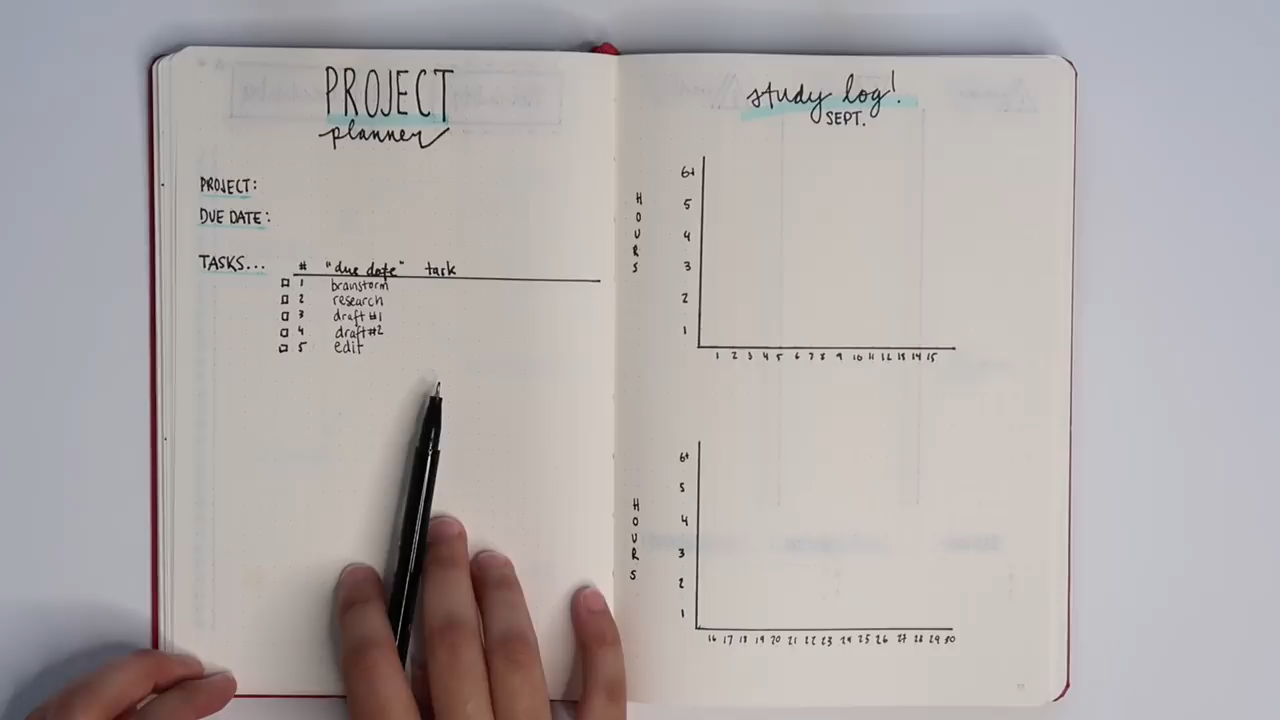 PROJECT
planner
PROJECT:
DUE DATE:
TASKS...
# "due date" task
1 branstorm
2 research
3 draft #1
4 draft #2
5 edit
study log!
SEPT.
HOURS
6+
5
4
3
2
1
1 2 3 4 5 6 7 8 9 10 11 12 13 14 15
HOURS
6+
5
4
3
2
1
16 17 18 19 20 21 22 23 24 25 26 27 28 29 30